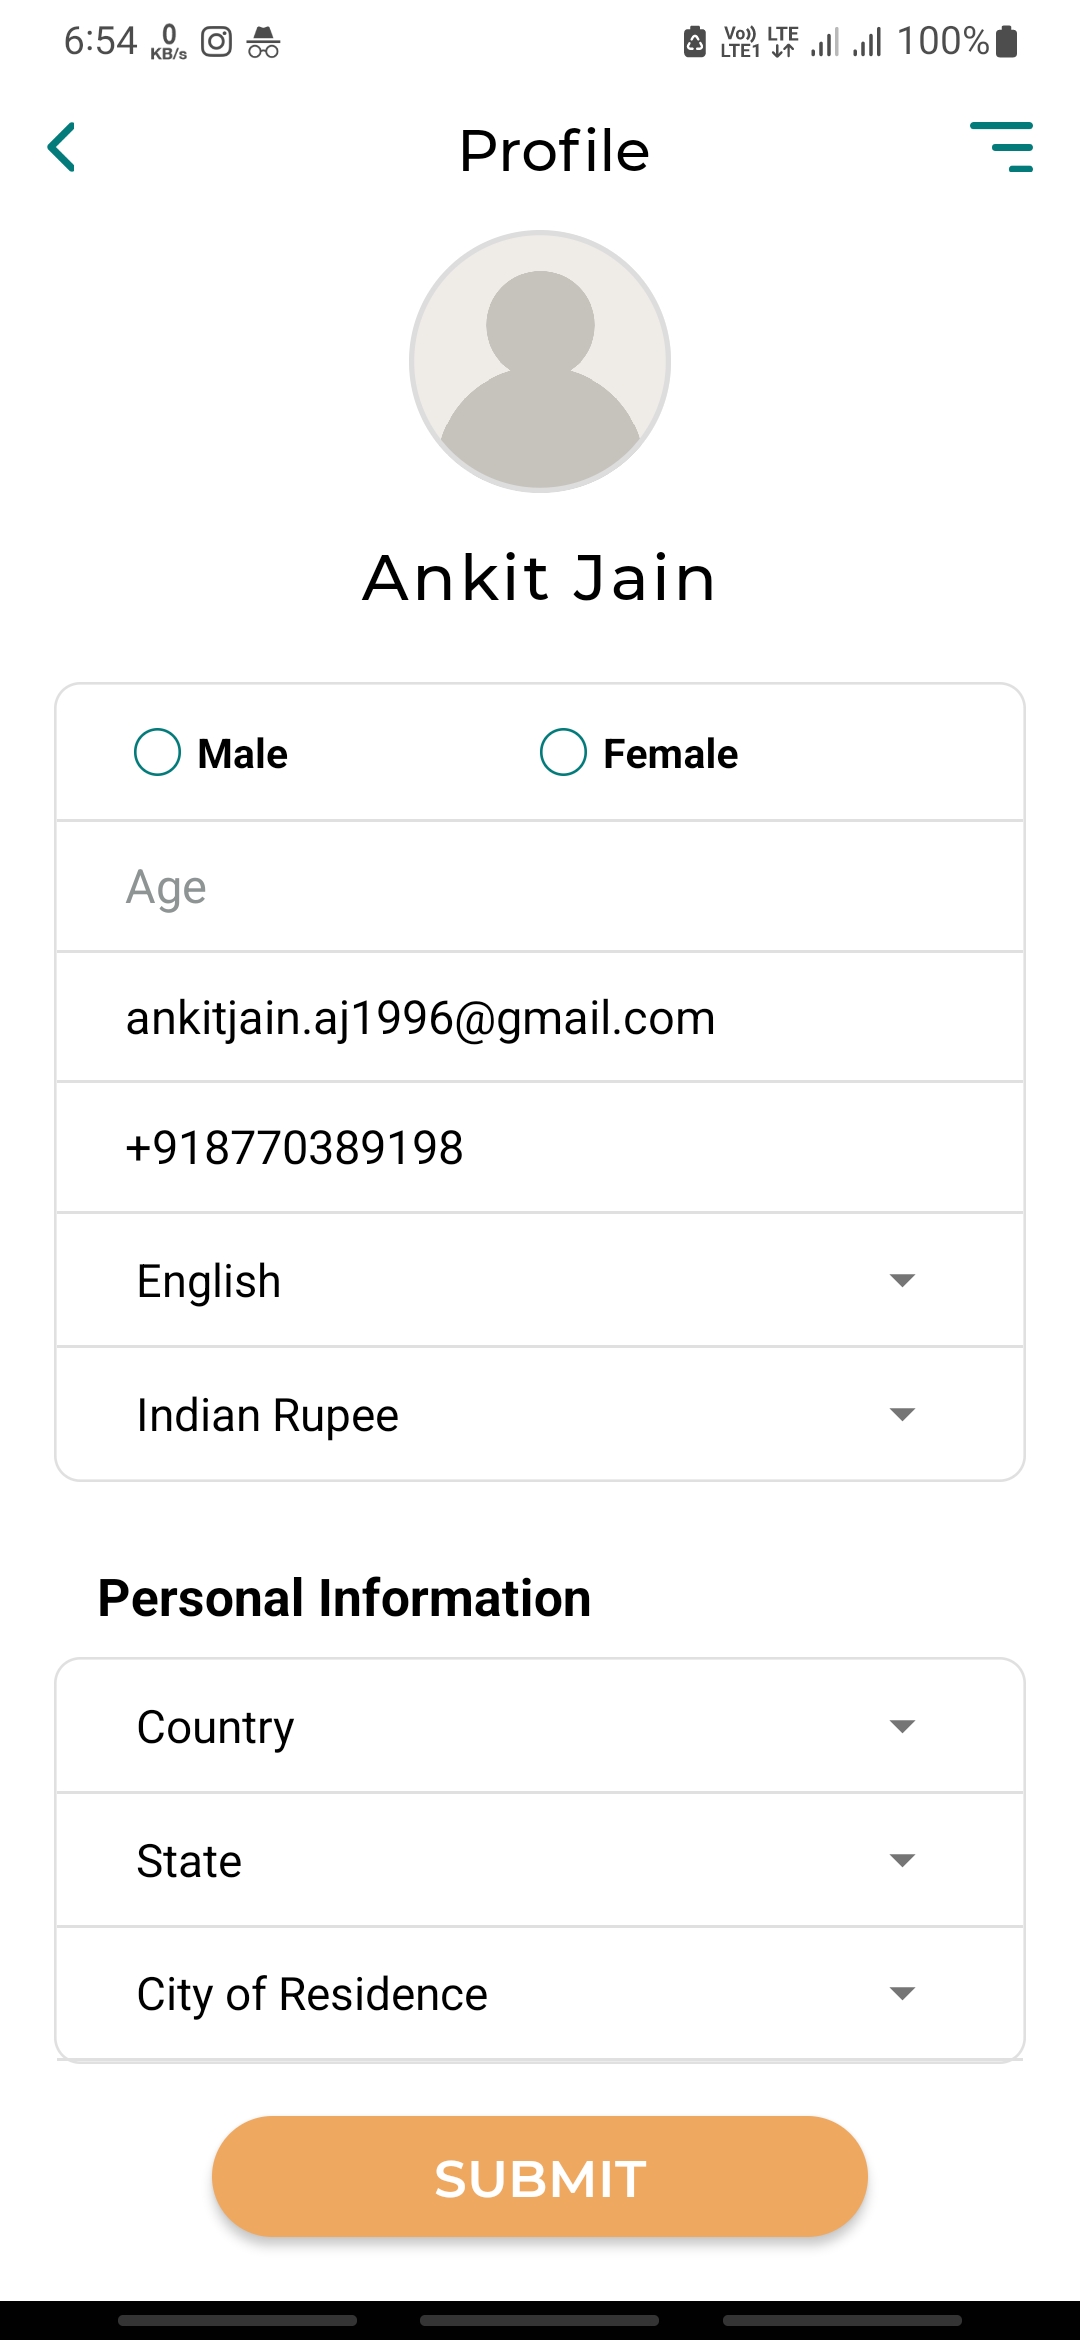 6:54 0 KB/s Vo)) LTE LTE1 100%
Profile
Ankit Jain
Male Female
Age
ankitjain.aj1996@gmail.com
+918770389198
English
Indian Rupee
Personal Information
Country
State
City of Residence
SUBMIT